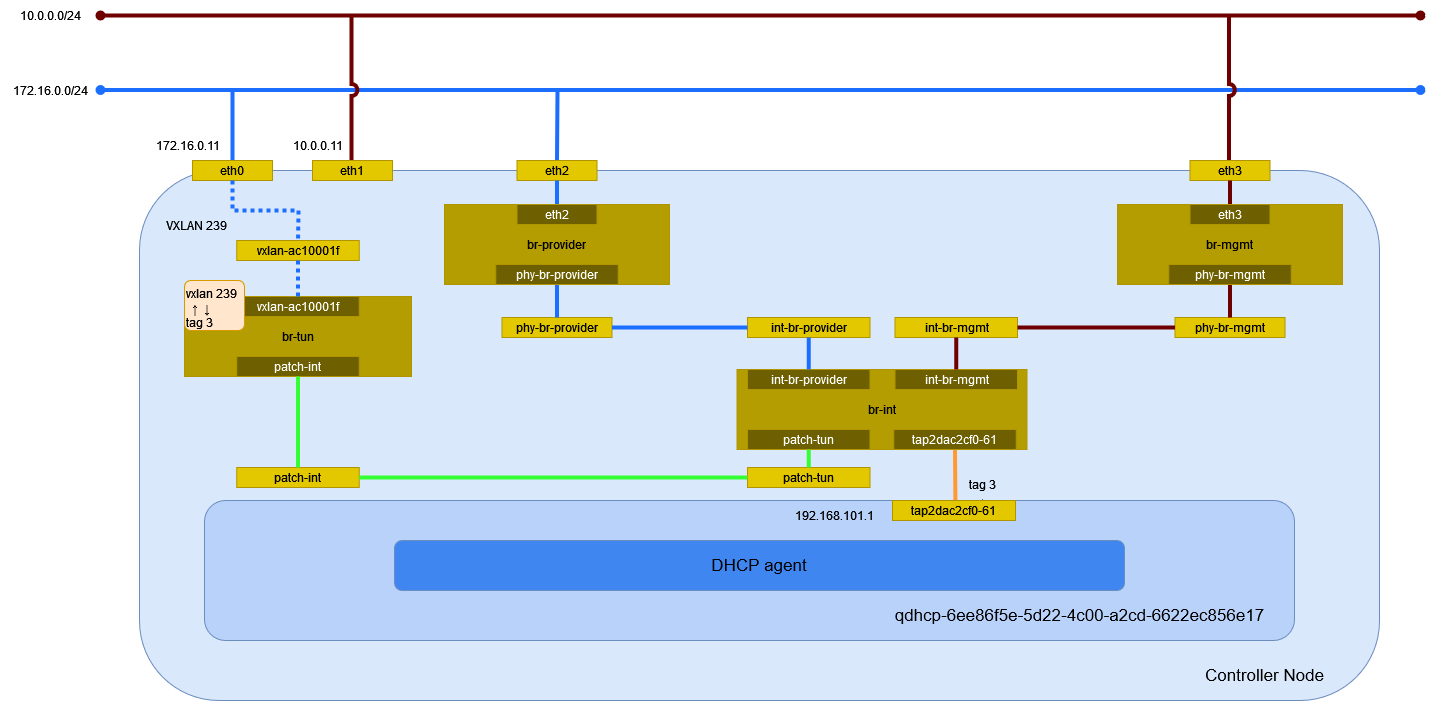 10.0.0.0/24
172.16.0.0/24
172.16.0.11
10.0.0.11
eth0
eth1
eth2
eth3
VXLAN 239
vxlan-ac10001f
vxlan 239
↑ ↓
tag 3
vxlan-ac10001f
br-tun
patch-int
eth2
br-provider
phy-br-provider
eth3
br-mgmt
phy-br-mgmt
phy-br-provider
int-br-provider
int-br-mgmt
phy-br-mgmt
int-br-provider
int-br-mgmt
br-int
patch-tun
tap2dac2cf0-61
patch-int
patch-tun
tag 3
192.168.101.1
tap2dac2cf0-61
DHCP agent
qdhcp-6ee86f5e-5d22-4c00-a2cd-6622ec856e17
Controller Node